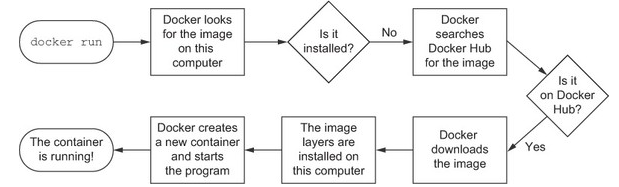 docker run
Docker looks
for the image
on this
computer
Is it
installed?
No
Docker
searches
Docker Hub
for the image
Is it
on Docker
Hub?
Yes
Docker
downloads
the image
The image
layers are
installed on
this computer
Docker creates
a new container
and starts
the program
The container
is running!